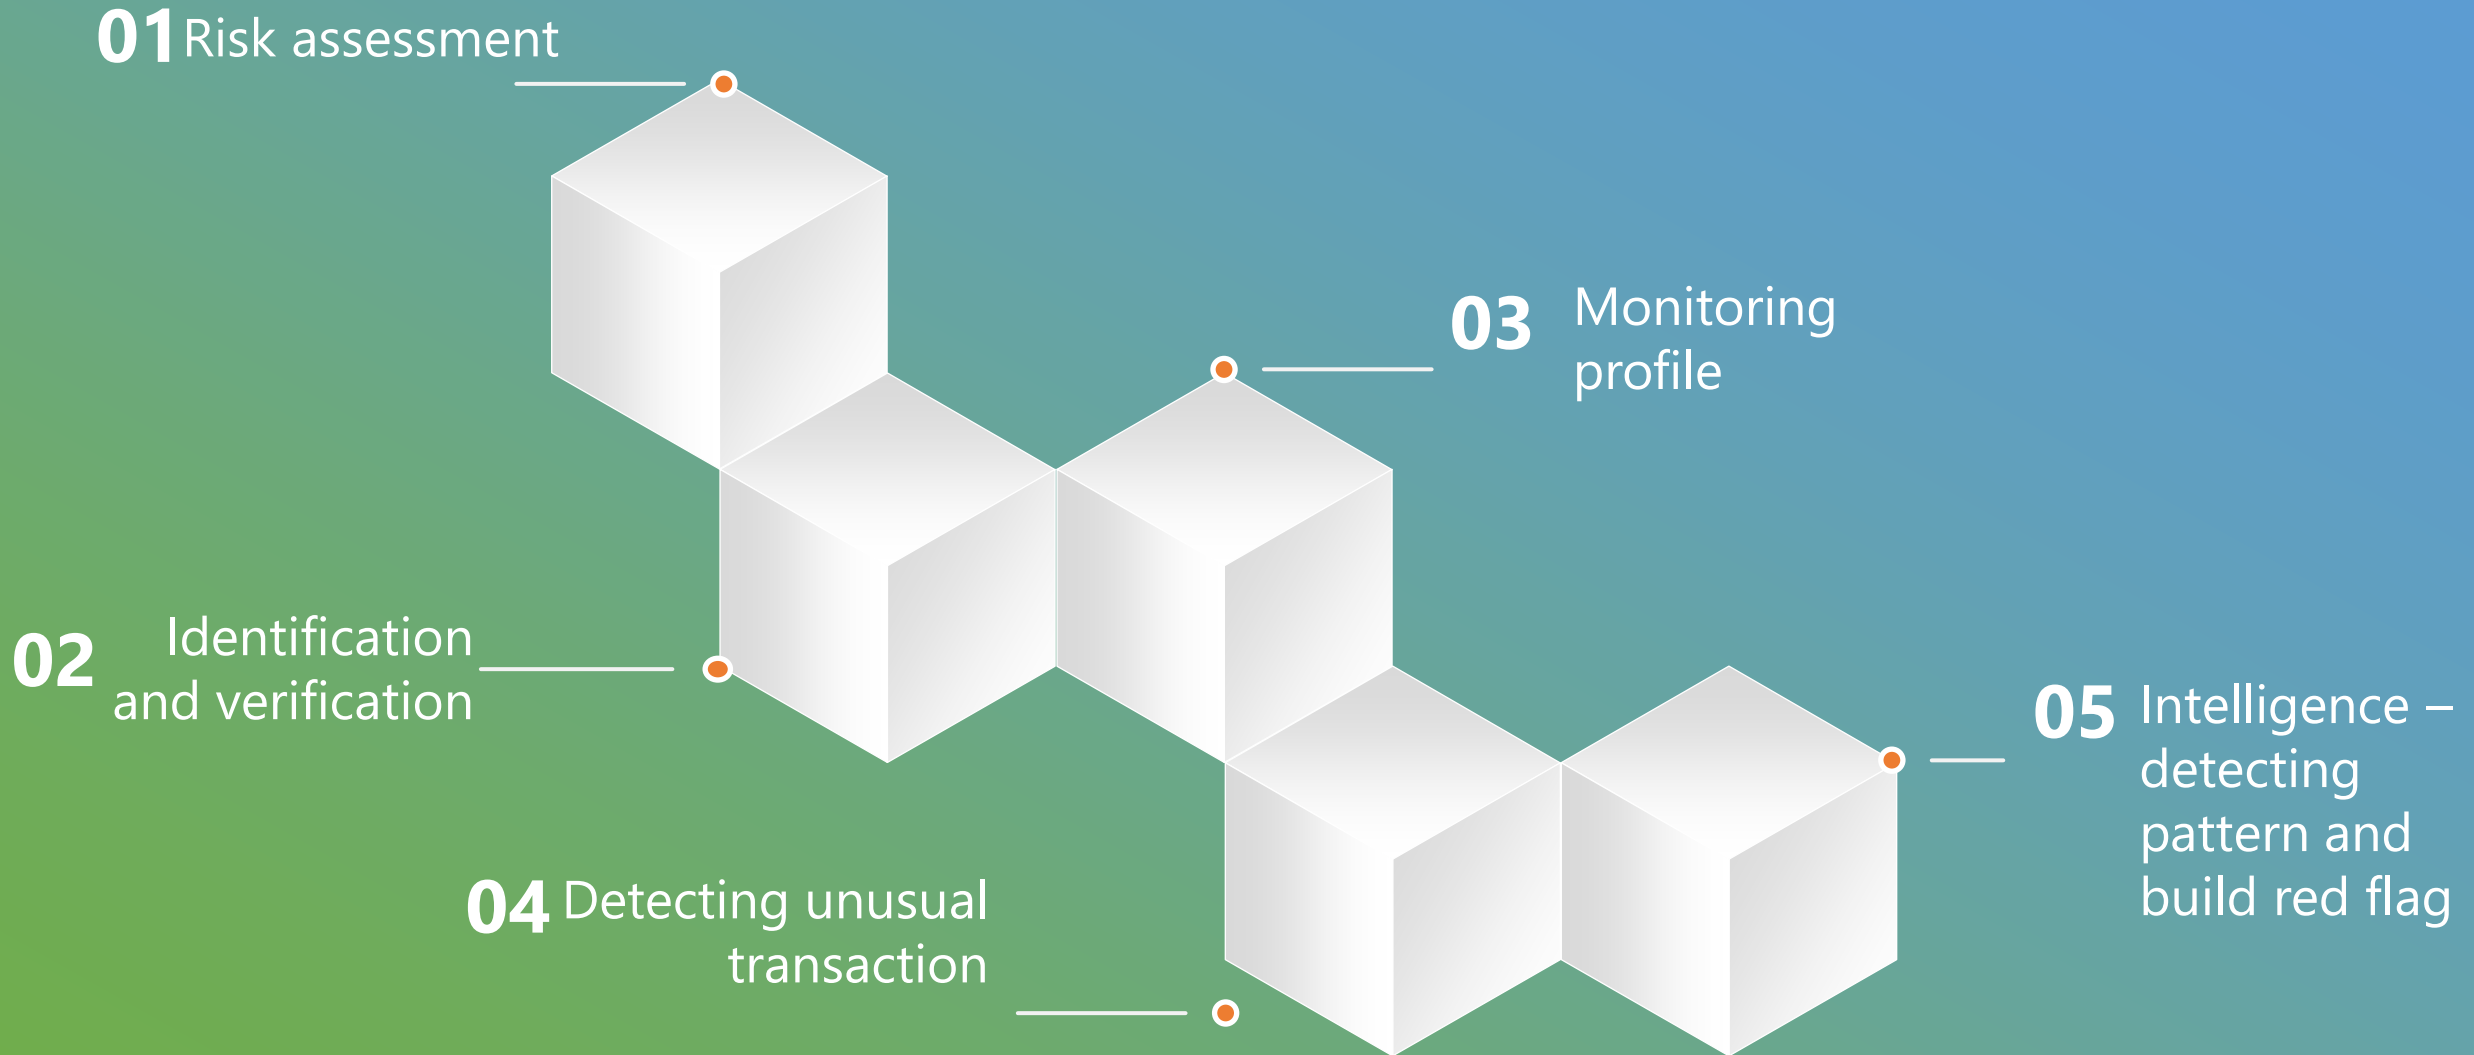 01 Risk assessment
02 Identification
and verification
03 Monitoring
profile
04 Detecting unusual
transaction
05 Intelligence –
detecting
pattern and
build red flag